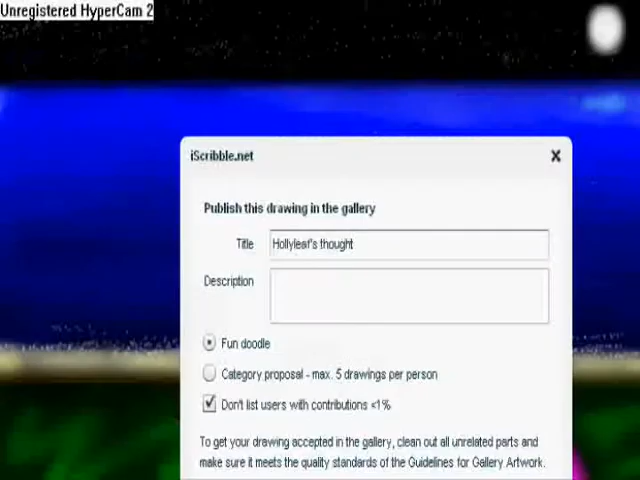 Unregistered HyperCam 2
iScribble.net
Publish this drawing in the gallery
Title Hollyleaf's thought
Description
Fun doodle
Category proposal - max. 5 drawings per person
Don't list users with contributions <1%
To get your drawing accepted in the gallery, clean out all unrelated parts and
make sure it meets the quality standards of the Guidelines for Gallery Artwork.